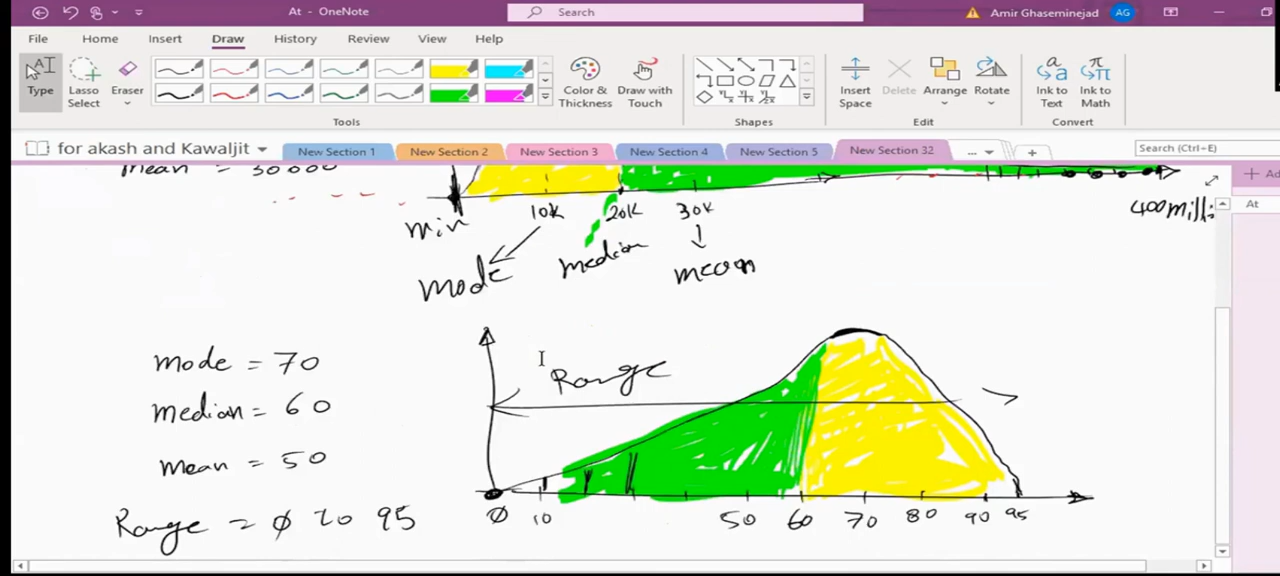 At - OneNote
Search
Amir Ghaseminejad
AG
File Home Insert Draw History Review View Help
Type
Lasso Select
Eraser
Color & Thickness
Draw with Touch
Insert Space
Delete
Arrange
Rotate
Ink to Text
Ink to Math
Tools
Shapes
Edit
Convert
for akash and Kawaljit
New Section 1
New Section 2
New Section 3
New Section 4
New Section 5
New Section 32
...
Search (Ctrl+E)
Ad
At
mean = 30000
min
10k 20k 30k
400milli
mode
median
mean
mode = 70
Range
median = 60
mean = 50
Range = 0 to 95
0 10 50 60 70 80 90 95